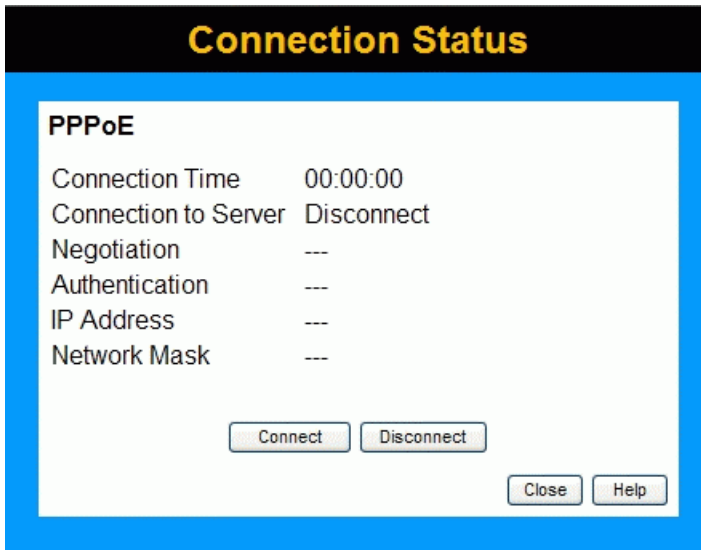 Connection Status
PPPoE
Connection Time 00:00:00
Connection to Server Disconnect
Negotiation ---
Authentication ---
IP Address ---
Network Mask ---
Connect Disconnect
Close Help